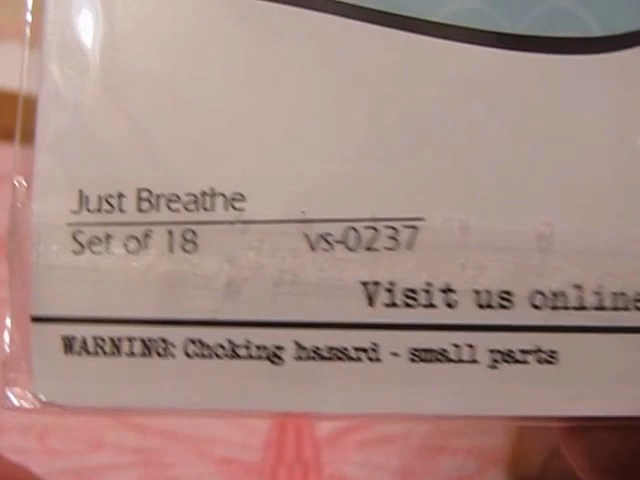 Just Breathe
Set of 18 vs-0237
Visit us online
WARNING: Choking hazard - small parts